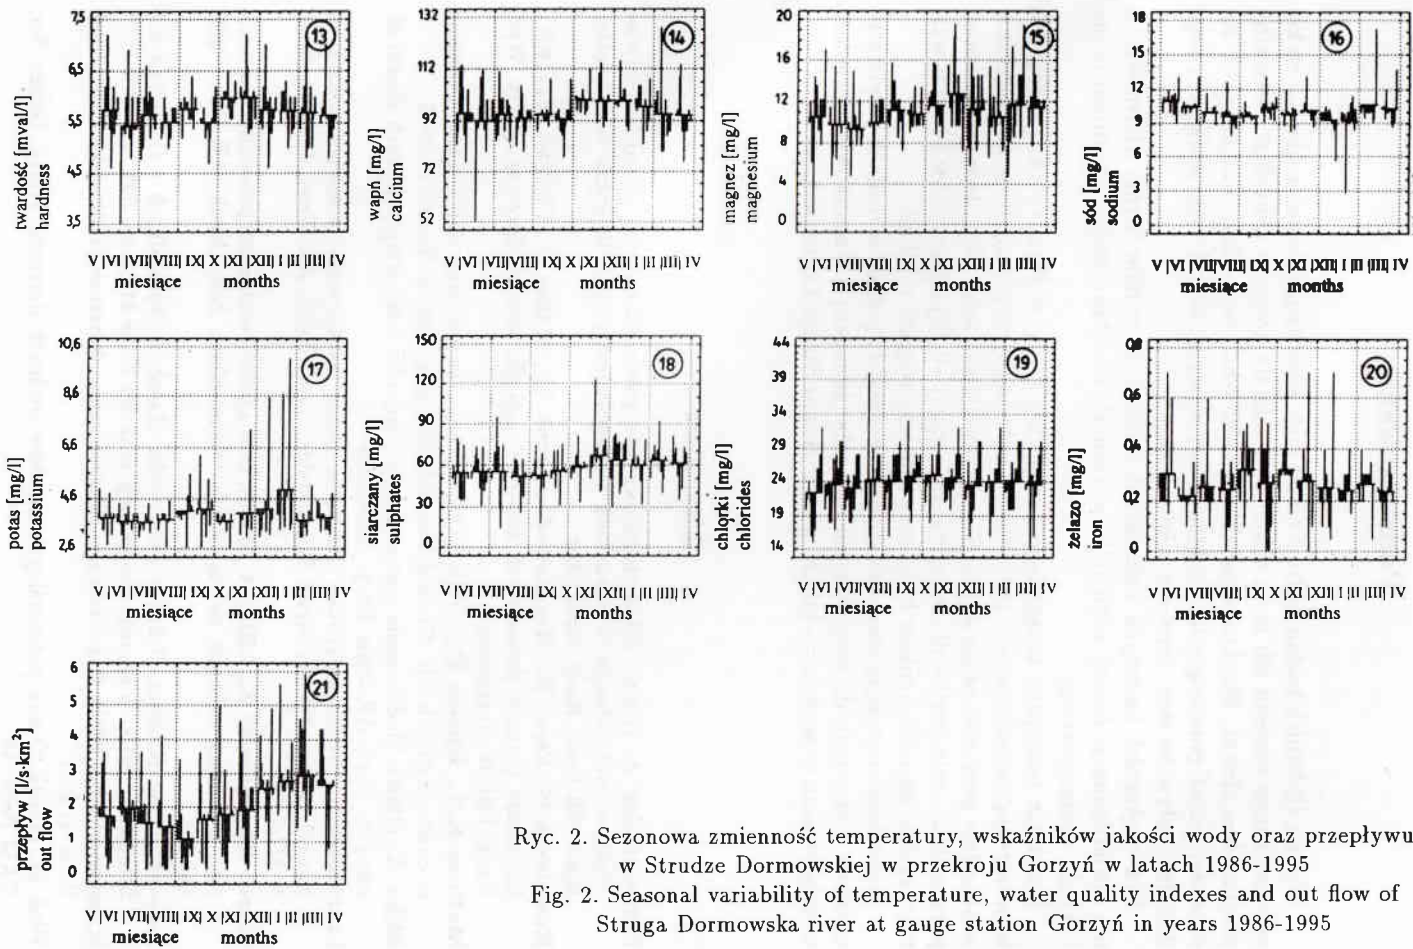 7,5
6,5
5,5
4,5
3,5
twardość [mval/l]
hardness
13
V |VI |VII|VIII| IX| X |XI |XII| I |II |III| IV
miesiące months
132
112
92
72
52
wapń [mg/l]
calcium
14
V |VI |VII|VIII| IX| X |XI |XII| I |II |III| IV
miesiące months
20
16
12
8
4
0
magnez [mg/l]
magnesium
15
V |VI |VII|VIII| IX| X |XI |XII| I |II |III| IV
miesiące months
18
15
12
9
6
3
0
sód [mg/l]
sodium
16
V |VI |VII|VIII| IX| X |XI |XII| I |II |III| IV
miesiące months
10,6
8,6
6,6
4,6
2,6
potas [mg/l]
potassium
17
V |VI |VII|VIII| IX| X |XI |XII| I |II |III| IV
miesiące months
150
120
90
60
30
0
siarczany [mg/l]
sulphates
18
V |VI |VII|VIII| IX| X |XI |XII| I |II |III| IV
miesiące months
44
39
34
29
24
19
14
chlorki [mg/l]
chlorides
19
V |VI |VII|VIII| IX| X |XI |XII| I |II |III| IV
miesiące months
0,8
0,6
0,4
0,2
0
żelazo [mg/l]
iron
20
V |VI |VII|VIII| IX| X |XI |XII| I |II |III| IV
miesiące months
6
5
4
3
2
1
0
przepływ [l/s·km²]
out flow
21
V |VI |VII|VIII| IX| X |XI |XII| I |II |III| IV
miesiące months
Ryc. 2. Sezonowa zmienność temperatury, wskaźników jakości wody oraz przepływu
w Strudze Dormowskiej w przekroju Gorzyń w latach 1986-1995
Fig. 2. Seasonal variability of temperature, water quality indexes and out flow of
Struga Dormowska river at gauge station Gorzyń in years 1986-1995